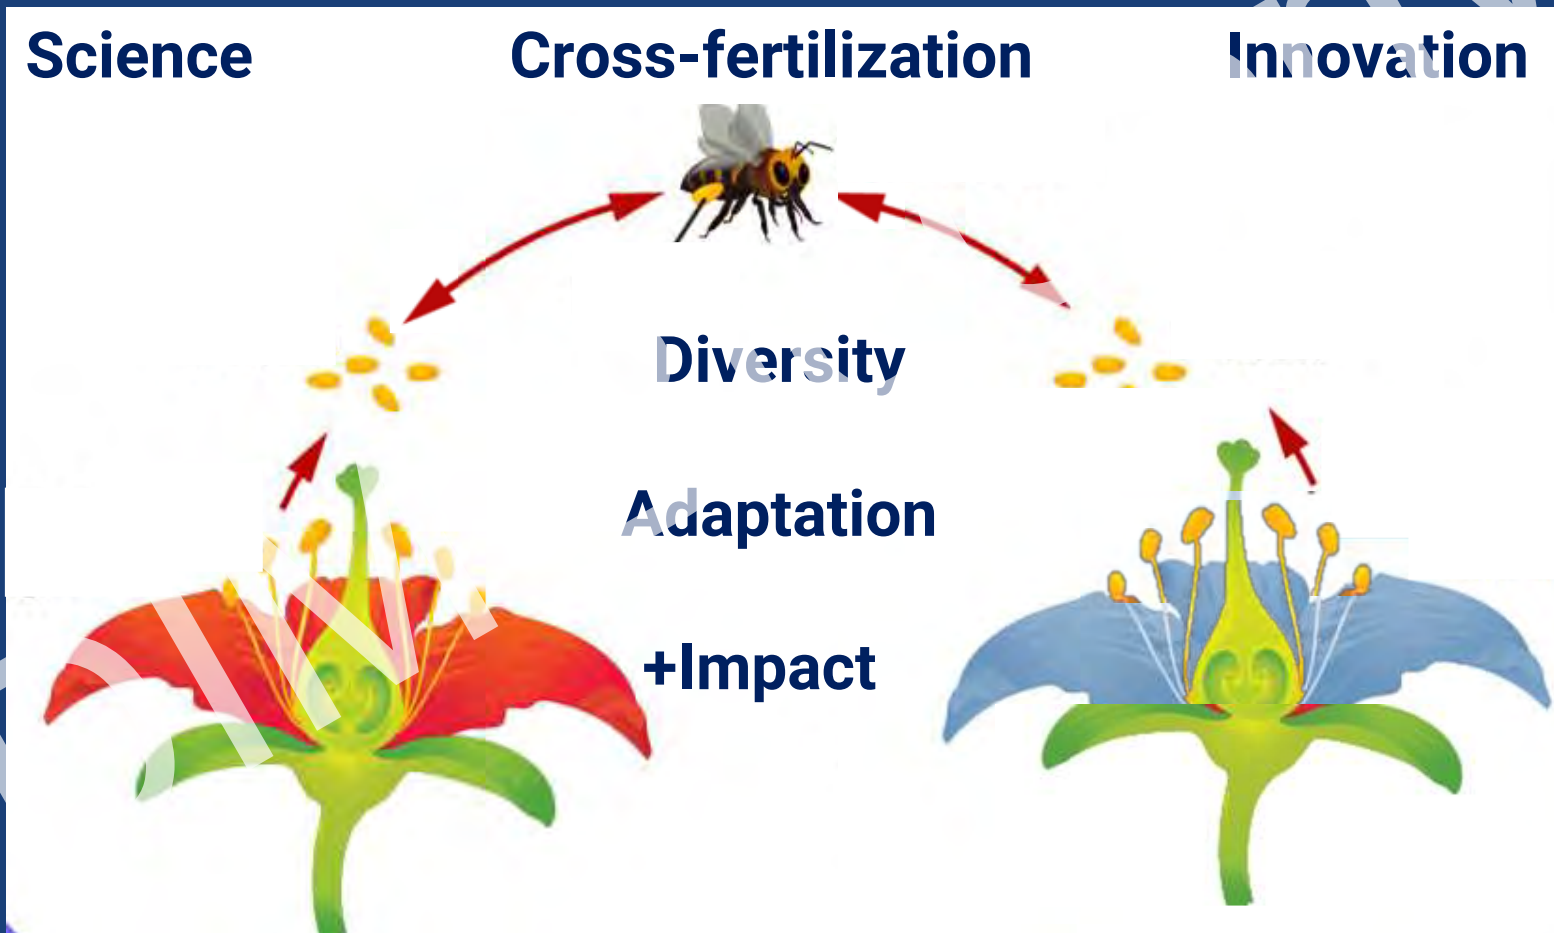 Science Cross-fertilization Innovation
Diversity
Adaptation
+Impact